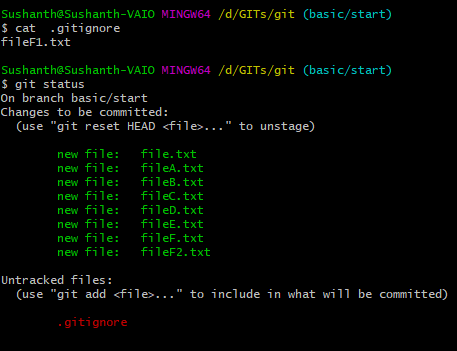 Sushanth@Sushanth-VAIO MINGW64 /d/GITs/git (basic/start)
$ cat  .gitignore
fileF1.txt
Sushanth@Sushanth-VAIO MINGW64 /d/GITs/git (basic/start)
$ git status
On branch basic/start
Changes to be committed:
  (use "git reset HEAD <file>..." to unstage)
        new file:   file.txt
        new file:   fileA.txt
        new file:   fileB.txt
        new file:   fileC.txt
        new file:   fileD.txt
        new file:   fileE.txt
        new file:   fileF.txt
        new file:   fileF2.txt
Untracked files:
  (use "git add <file>..." to include in what will be committed)
        .gitignore